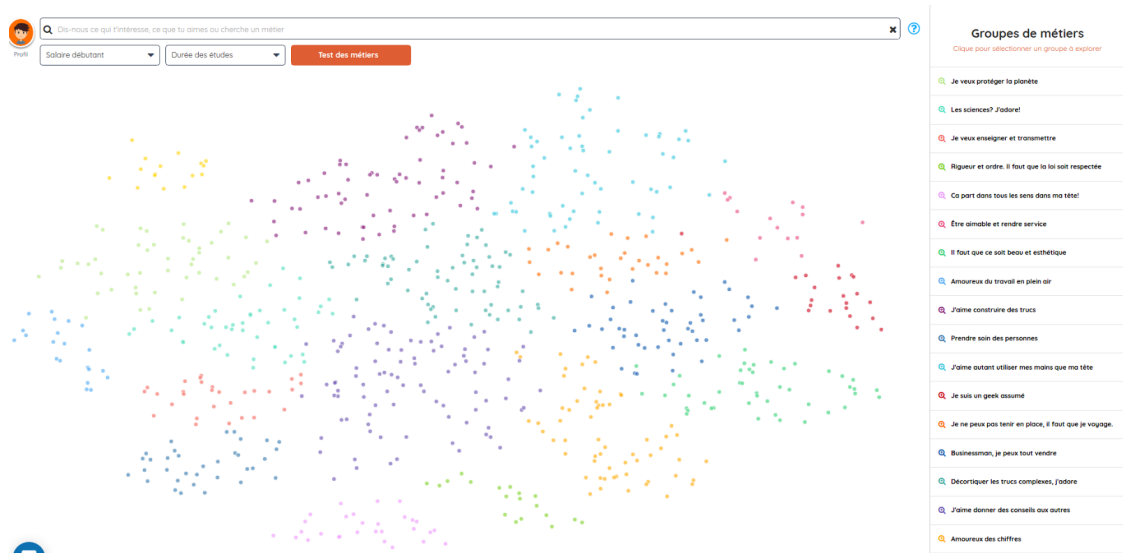 Dis-nous ce qui t'intéresse, ce que tu aimes ou cherche un métier
Profil
Salaire débutant
Durée des études
Test des métiers
Groupes de métiers
Clique pour sélectionner un groupe à explorer
Je veux protéger la planète
Les sciences? J'adore!
Je veux enseigner et transmettre
Rigueur et ordre. Il faut que la loi soit respectée
Ca part dans tous les sens dans ma tête!
Être aimable et rendre service
Il faut que ce soit beau et esthétique
Amoureux du travail en plein air
J'aime construire des trucs
Prendre soin des personnes
J'aime autant utiliser mes mains que ma tête
Je suis un geek assumé
Je ne peux pas tenir en place, il faut que je voyage.
Businessman, je peux tout vendre
Décortiquer les trucs complexes, j'adore
J'aime donner des conseils aux autres
Amoureux des chiffres